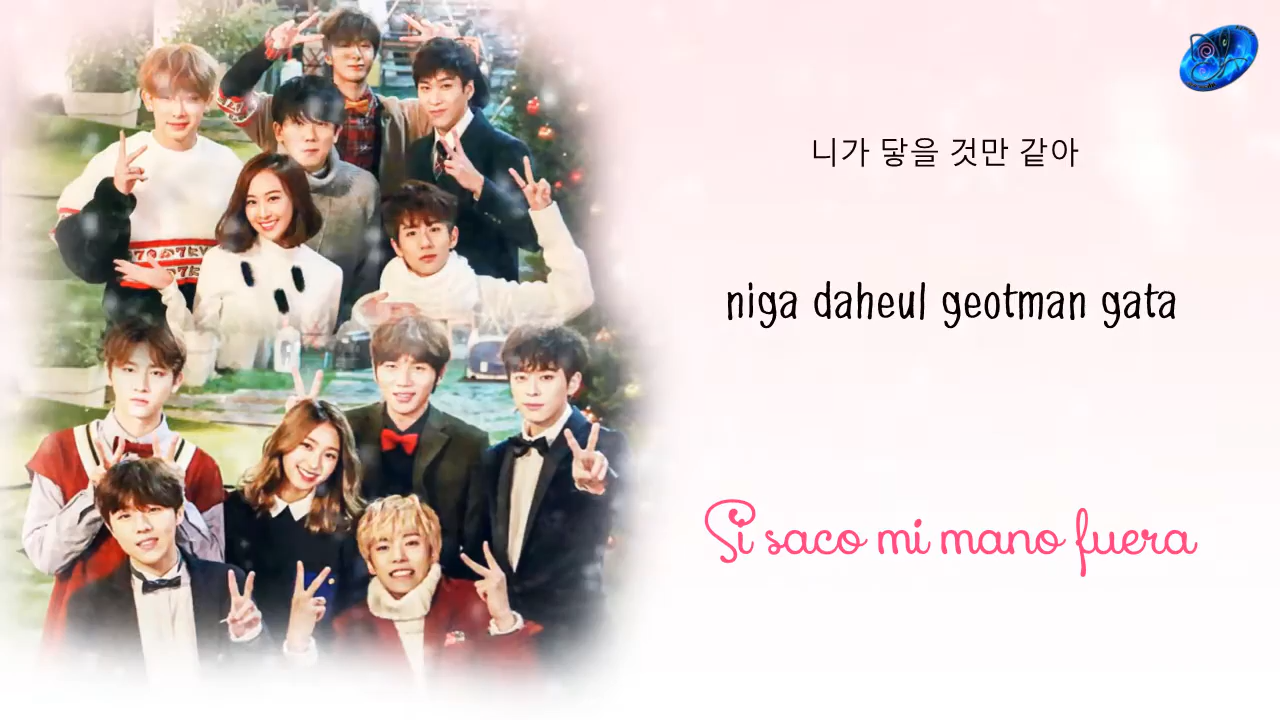 니가 닿을 것만 같아
niga daheul geotman gata
Si saco mi mano fuera